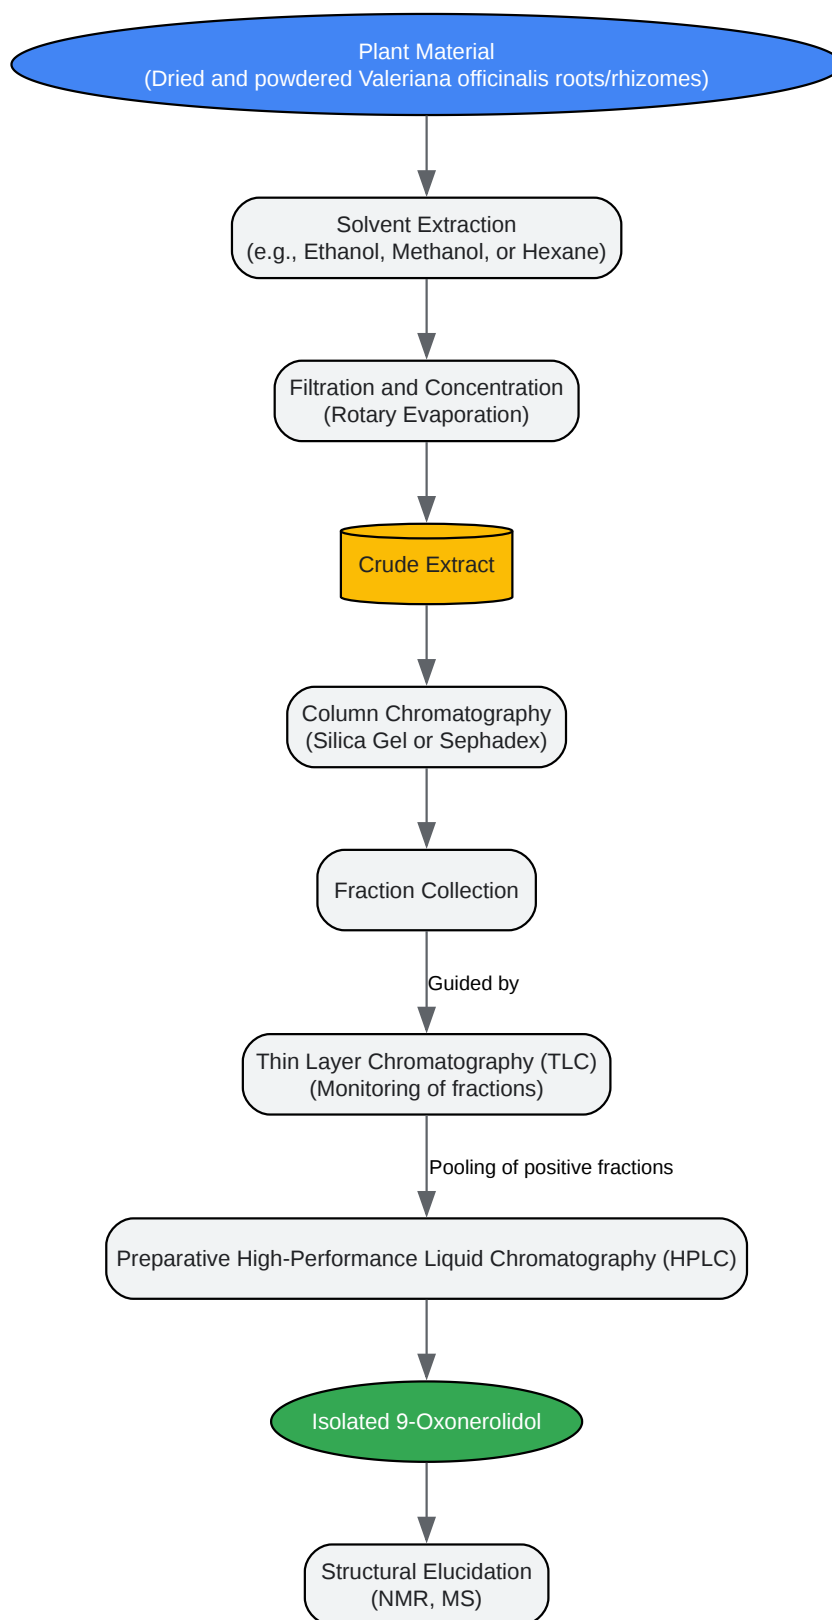 Plant Material
(Dried and powdered Valeriana officinalis roots/rhizomes)
Solvent Extraction
(e.g., Ethanol, Methanol, or Hexane)
Filtration and Concentration
(Rotary Evaporation)
Crude Extract
Column Chromatography
(Silica Gel or Sephadex)
Fraction Collection
Guided by
Thin Layer Chromatography (TLC)
(Monitoring of fractions)
Pooling of positive fractions
Preparative High-Performance Liquid Chromatography (HPLC)
Isolated 9-Oxonerolidol
Structural Elucidation
(NMR, MS)